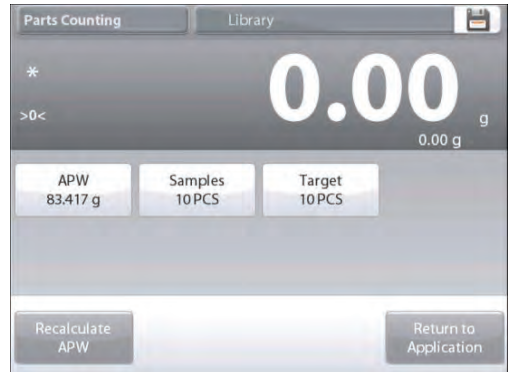 Parts Counting
Library
*
>0<
0.00 g
0.00 g
APW
83.417 g
Samples
10 PCS
Target
10 PCS
Recalculate
APW
Return to
Application